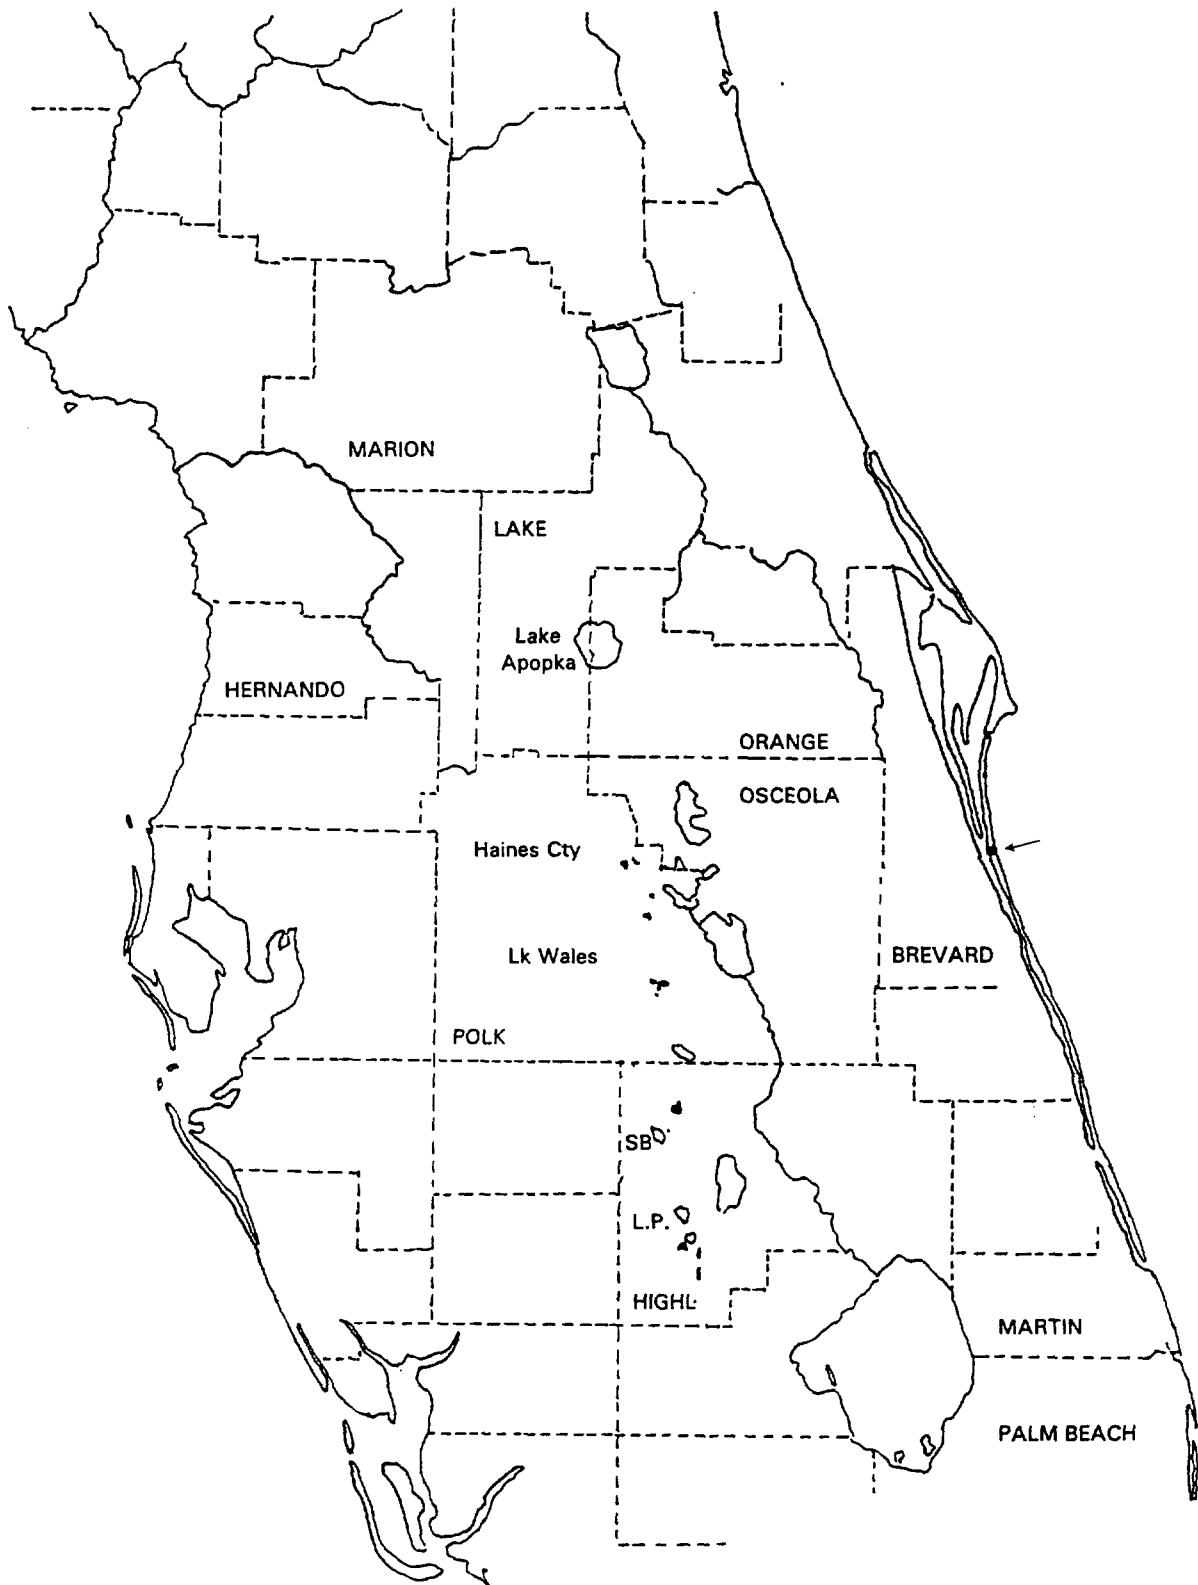 MARION
LAKE
Lake
Apopka
HERNANDO
ORANGE
OSCEOLA
Haines Cty
Lk Wales
BREVARD
POLK
SB
L.P.
HIGHL
MARTIN
PALM BEACH